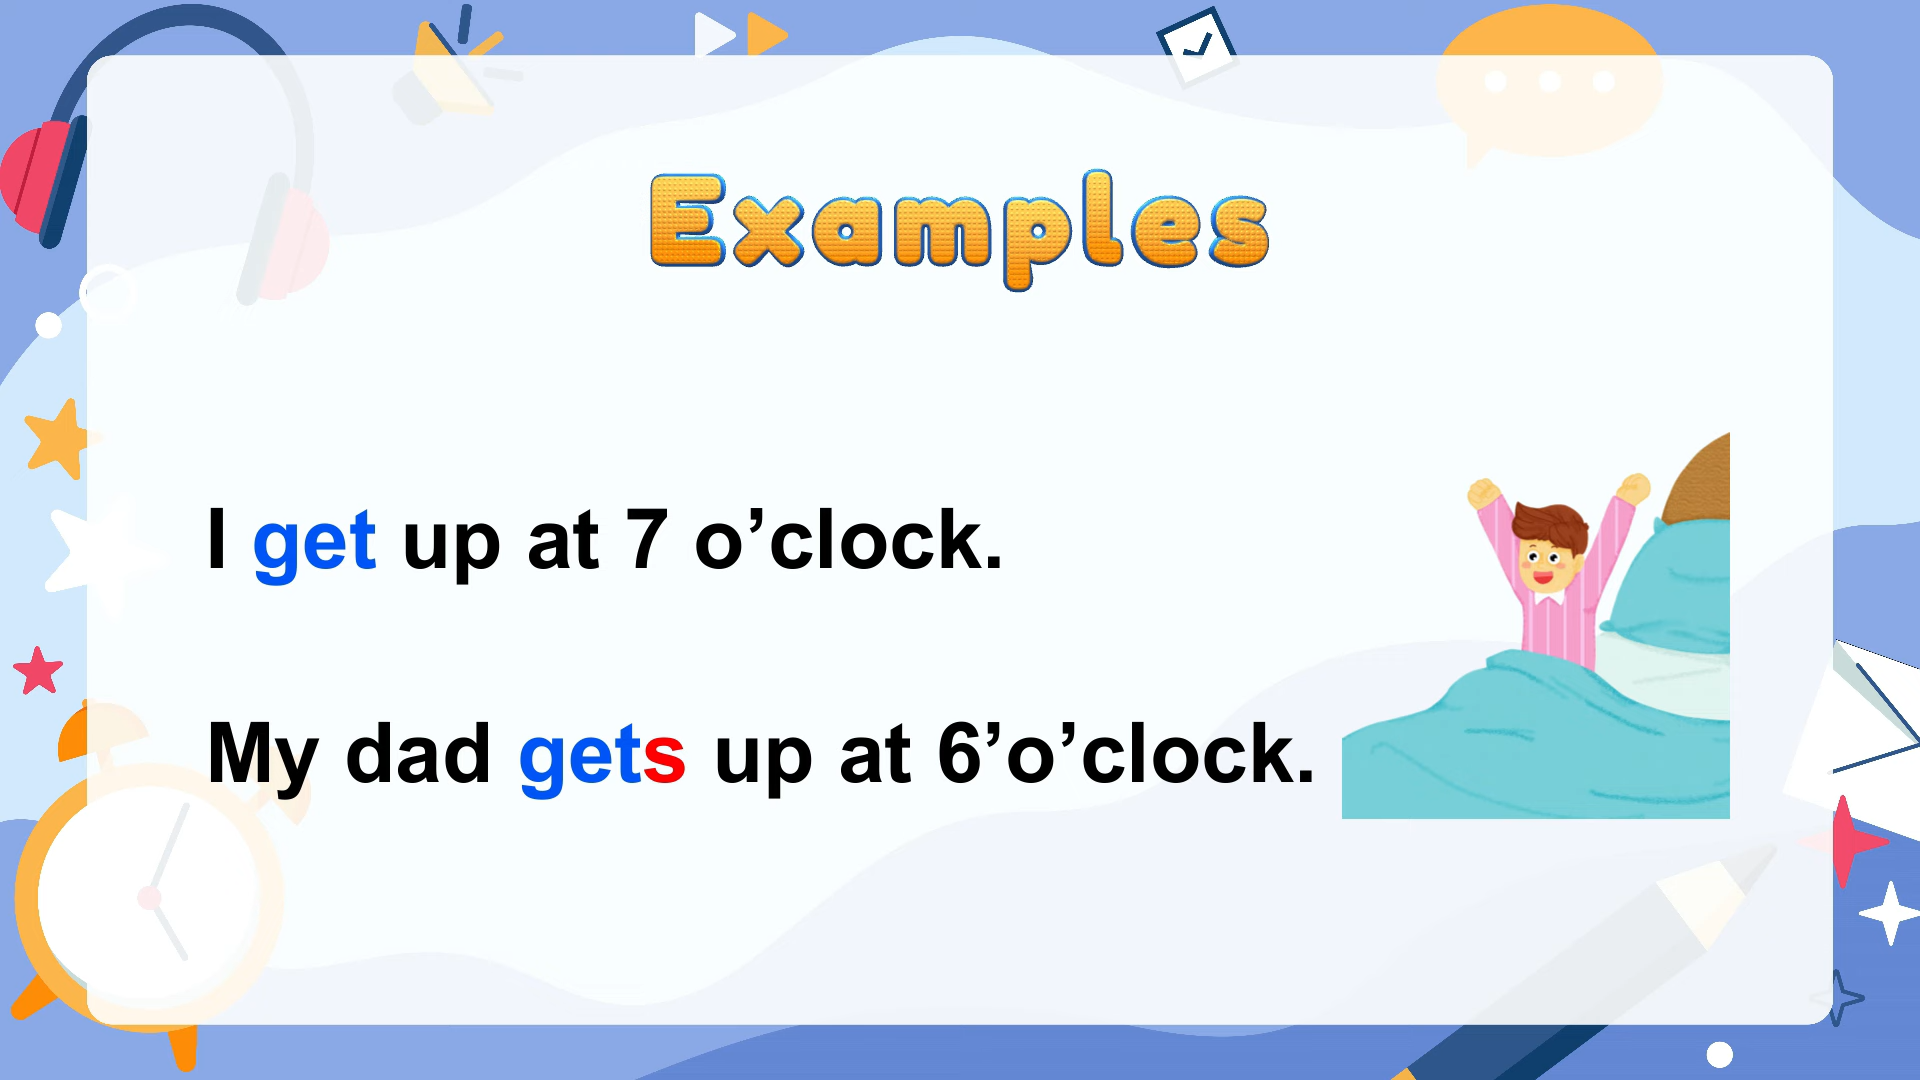 Examples
I get up at 7 o’clock.
My dad gets up at 6’o’clock.